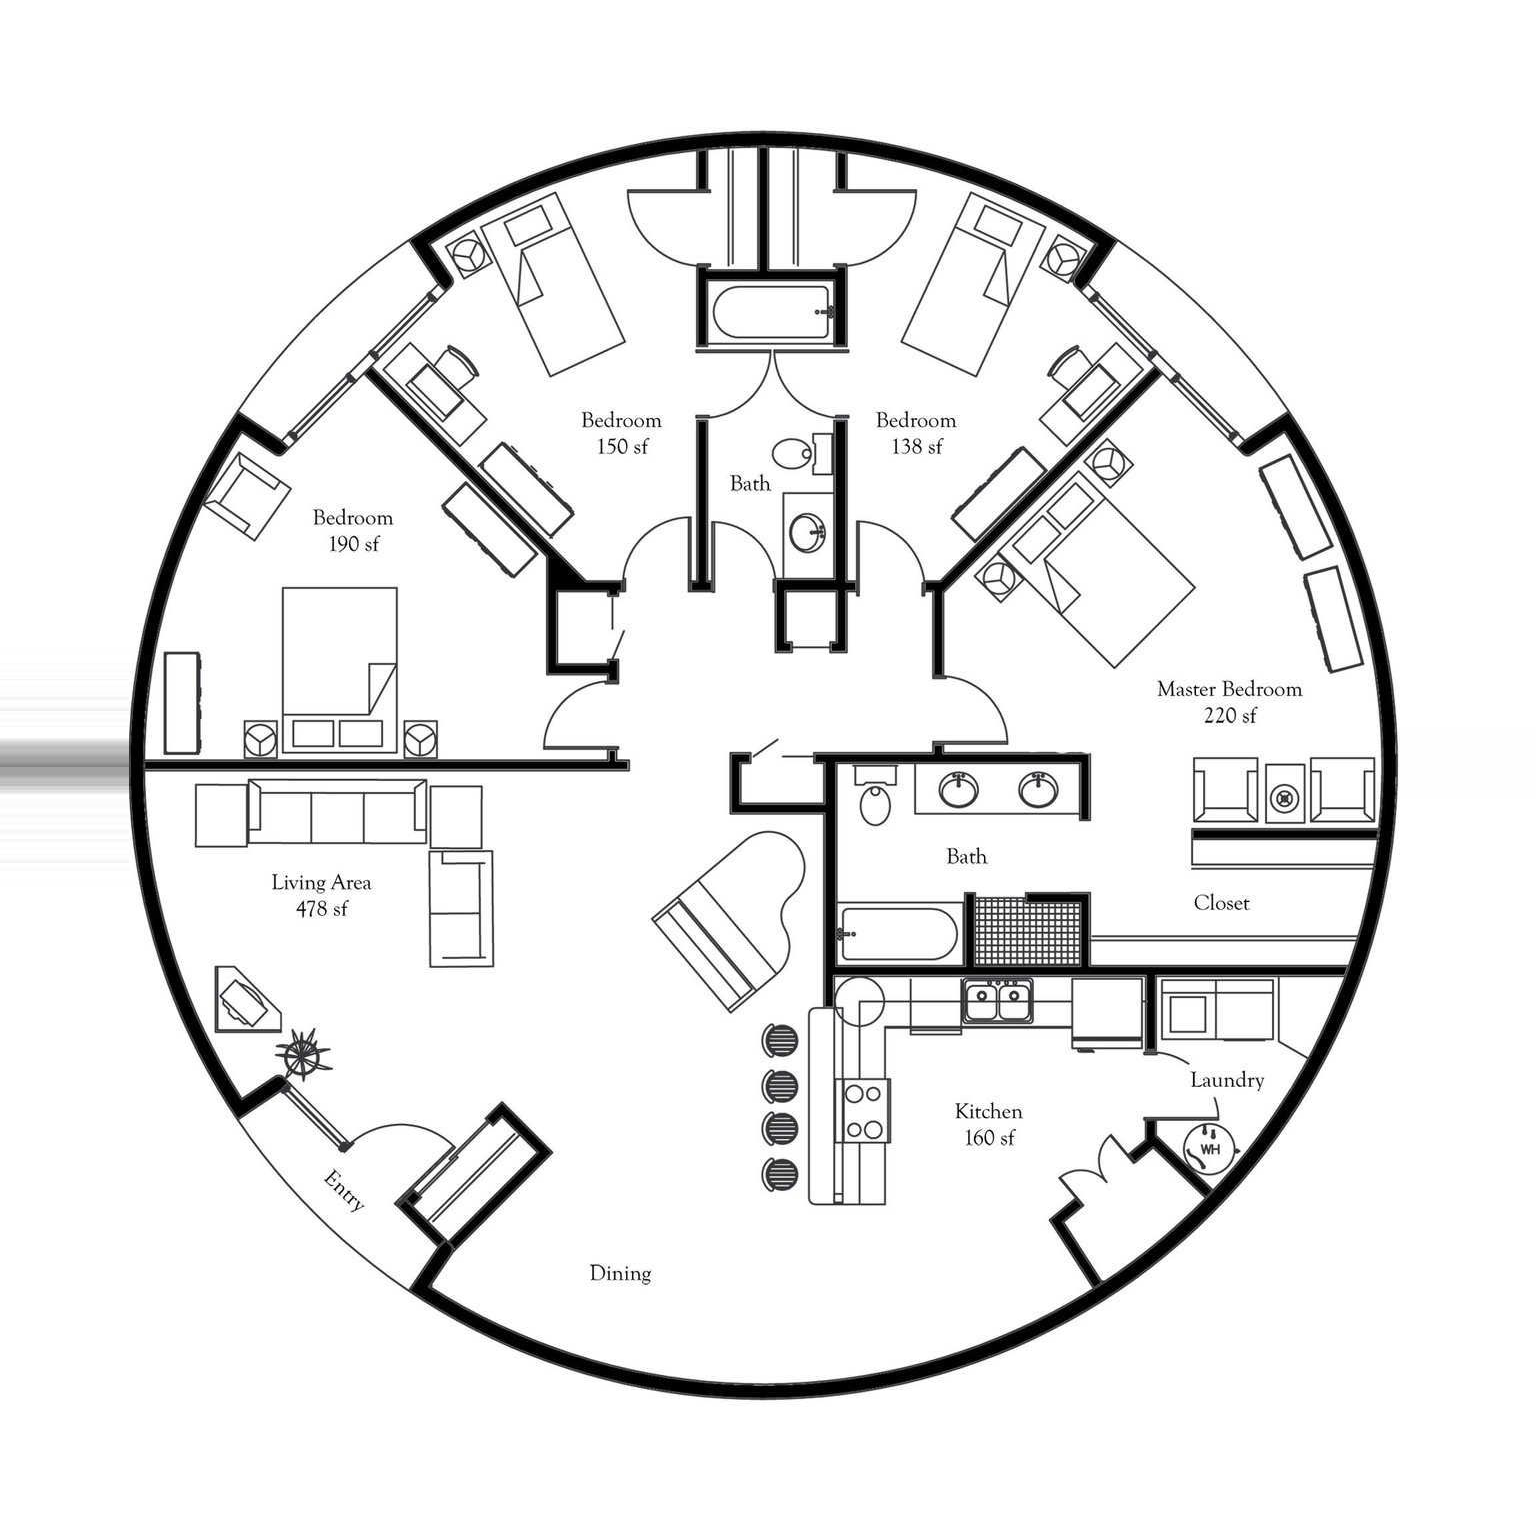 Bedroom
150 sf
Bedroom
138 sf
Bath
Bedroom
190 sf
Master Bedroom
220 sf
Bath
Living Area
478 sf
Closet
Laundry
Kitchen
160 sf
WH
Entry
Dining